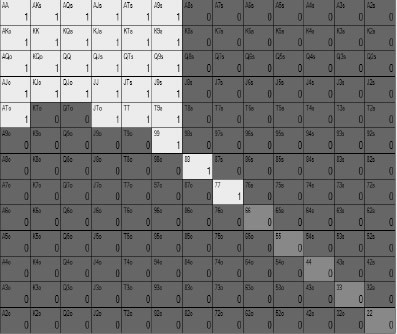 AA AKs AQs AJs ATs A9s A8s A7s A6s A5s A4s A3s A2s
1 1 1 1 1 1 0 0 0 0 0 0 0
AKo KK KQs KJs KTs K9s K8s K7s K6s K5s K4s K3s K2s
1 1 1 1 1 1 0 0 0 0 0 0 0
AQo KQo QQ QJs QTs Q9s Q8s Q7s Q6s Q5s Q4s Q3s Q2s
1 1 1 1 1 1 0 0 0 0 0 0 0
AJo KJo QJo JJ JTs J9s J8s J7s J6s J5s J4s J3s J2s
1 1 1 1 1 1 0 0 0 0 0 0 0
ATo KTo QTo JTo TT T9s T8s T7s T6s T5s T4s T3s T2s
1 0 0 1 1 1 0 0 0 0 0 0 0
A9o K9o Q9o J9o T9o 99 98s 97s 96s 95s 94s 93s 92s
0 0 0 0 0 1 0 0 0 0 0 0 0
A8o K8o Q8o J8o T8o 98o 88 87s 86s 85s 84s 83s 82s
0 0 0 0 0 0 1 0 0 0 0 0 0
A7o K7o Q7o J7o T7o 97o 87o 77 76s 75s 74s 73s 72s
0 0 0 0 0 0 0 1 0 0 0 0 0
A6o K6o Q6o J6o T6o 96o 86o 76o 66 65s 64s 63s 62s
0 0 0 0 0 0 0 0 0 0 0 0 0
A5o K5o Q5o J5o T5o 95o 85o 75o 65o 55 54s 53s 52s
0 0 0 0 0 0 0 0 0 0 0 0 0
A4o K4o Q4o J4o T4o 94o 84o 74o 64o 54o 44 43s 42s
0 0 0 0 0 0 0 0 0 0 0 0 0
A3o K3o Q3o J3o T3o 93o 83o 73o 63o 53o 43o 33 32s
0 0 0 0 0 0 0 0 0 0 0 0 0
A2o K2o Q2o J2o T2o 92o 82o 72o 62o 52o 42o 32o 22
0 0 0 0 0 0 0 0 0 0 0 0 0